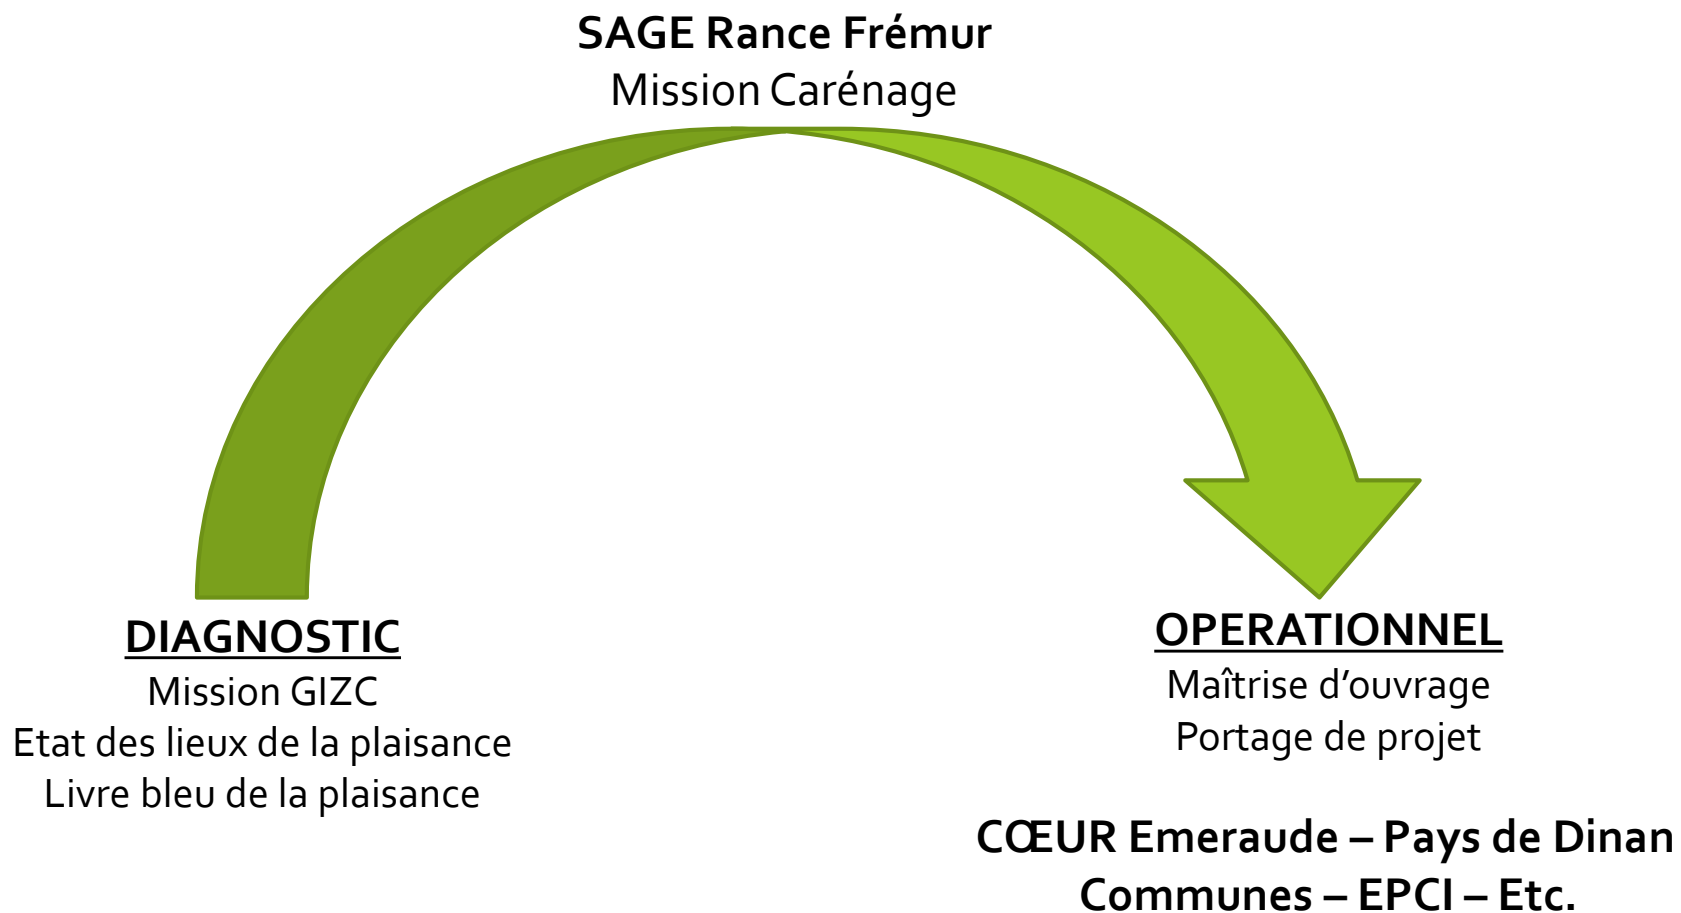 SAGE Rance Frémur
Mission Carénage
DIAGNOSTIC
Mission GIZC
Etat des lieux de la plaisance
Livre bleu de la plaisance
OPERATIONNEL
Maîtrise d’ouvrage
Portage de projet
CŒUR Emeraude – Pays de Dinan
Communes – EPCI – Etc.